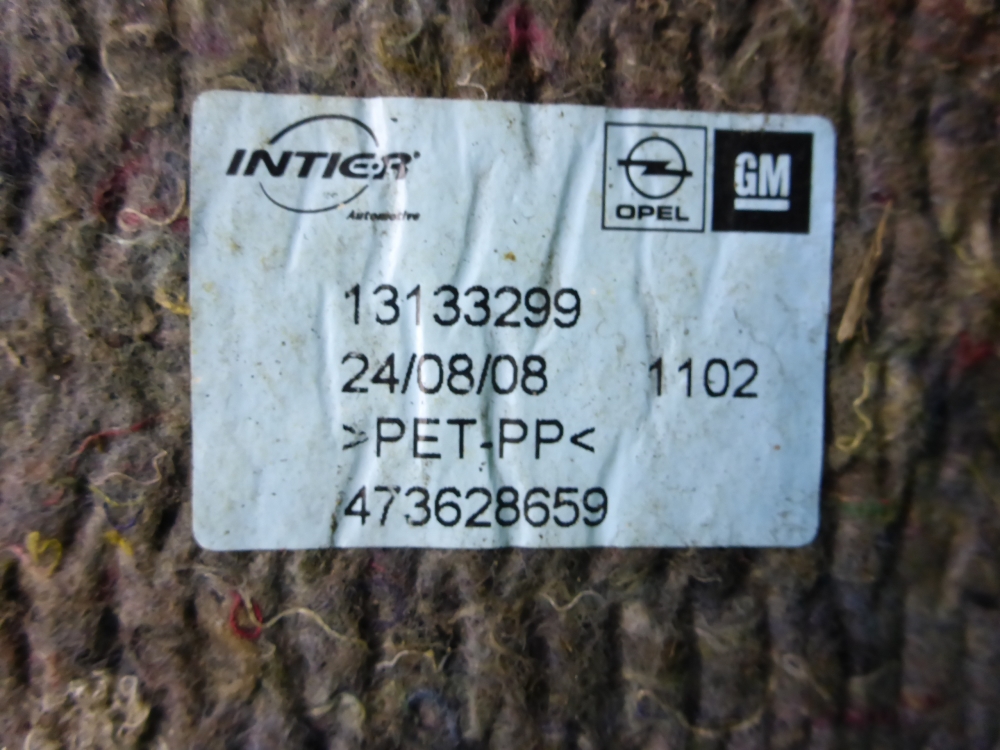 INTIER
Automotive
OPEL
GM
13133299
24/08/08 1102
>PET-PP<
473628659